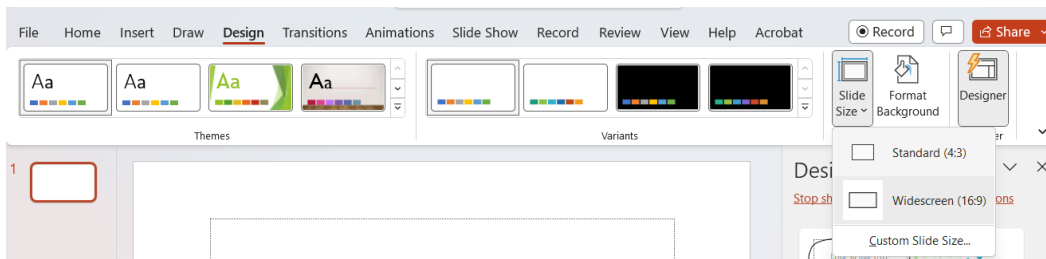 File Home Insert Draw Design Transitions Animations Slide Show Record Review View Help Acrobat Record Share
Aa Aa Aa Aa
Slide Size
Format Background
Designer
Themes Variants er
Standard (4:3)
Widescreen (16:9)
Custom Slide Size...
1
Desi
Stop sh ons